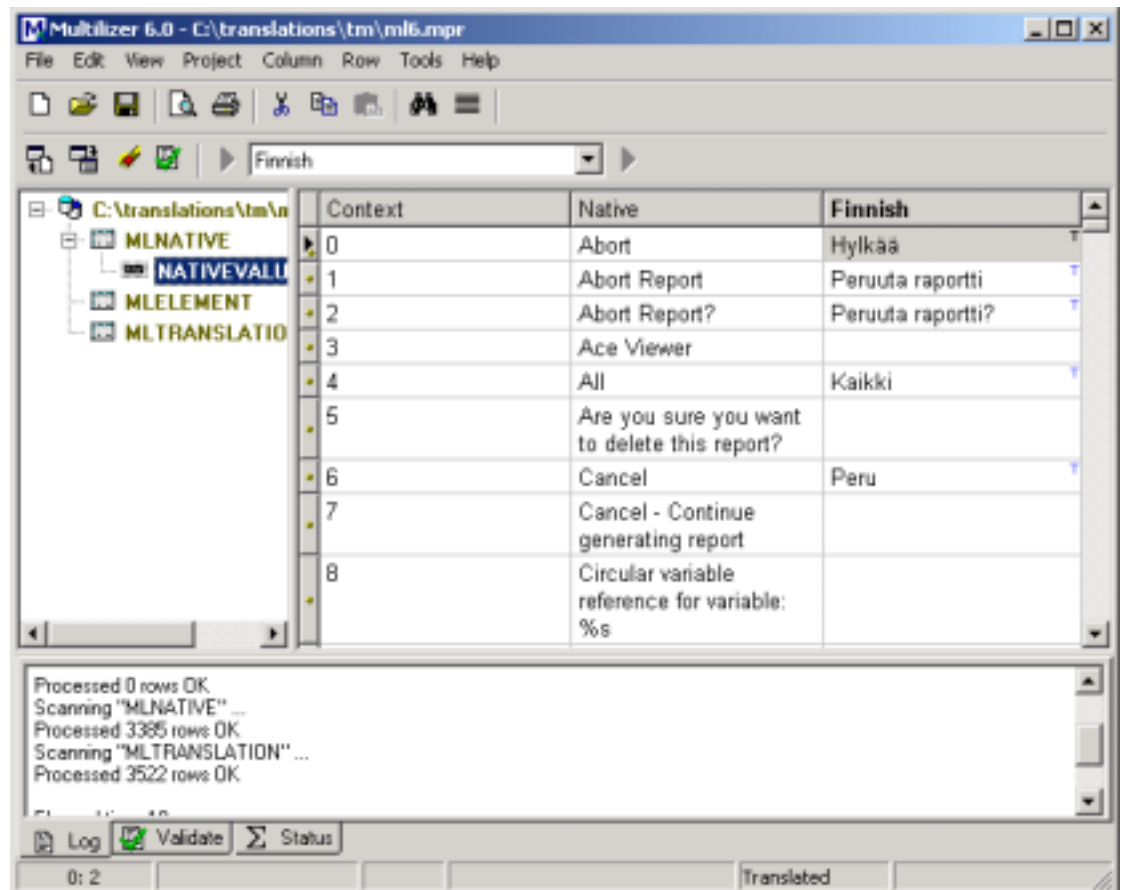 Multilizer 6.0 - C:\translations\tm\ml6.mpr
File Edit View Project Column Row Tools Help
Finnish
C:\translations\tm\m
MLNATIVE
NATIVEVALU
MLELEMENT
MLTRANSLATIO
Context Native Finnish
0 Abort Hylkää
1 Abort Report Peruuta raportti
2 Abort Report? Peruuta raportti?
3 Ace Viewer
4 All Kaikki
5 Are you sure you want
to delete this report?
6 Cancel Peru
7 Cancel - Continue
generating report
8 Circular variable
reference for variable:
%s
Processed 0 rows OK
Scanning "MLNATIVE" ...
Processed 3385 rows OK
Scanning "MLTRANSLATION" ...
Processed 3522 rows OK
Log Validate Status
0: 2 Translated